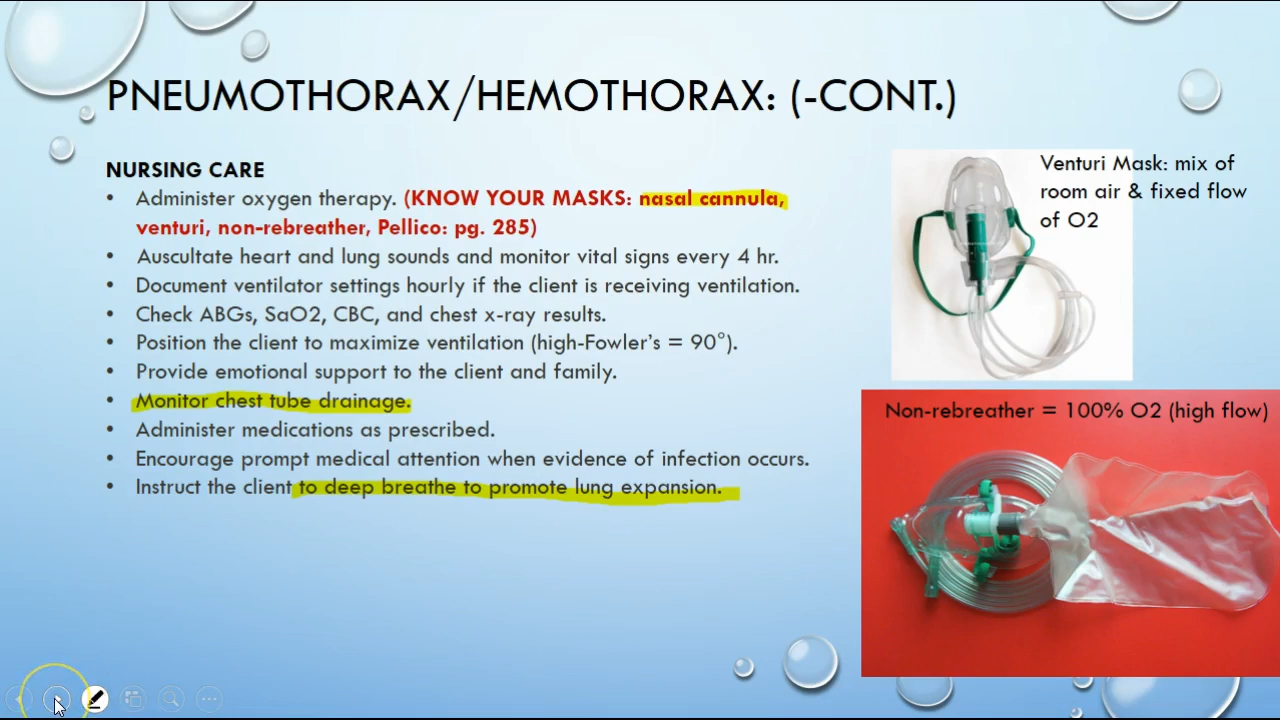 PNEUMOTHORAX/HEMOTHORAX: (-CONT.)
NURSING CARE
• Administer oxygen therapy. (KNOW YOUR MASKS: nasal cannula,
venturi, non-rebreather, Pellico: pg. 285)
• Auscultate heart and lung sounds and monitor vital signs every 4 hr.
• Document ventilator settings hourly if the client is receiving ventilation.
• Check ABGs, SaO2, CBC, and chest x-ray results.
• Position the client to maximize ventilation (high-Fowler’s = 90°).
• Provide emotional support to the client and family.
• Monitor chest tube drainage.
• Administer medications as prescribed.
• Encourage prompt medical attention when evidence of infection occurs.
• Instruct the client to deep breathe to promote lung expansion.
Venturi Mask: mix of
room air & fixed flow
of O2
Non-rebreather = 100% O2 (high flow)